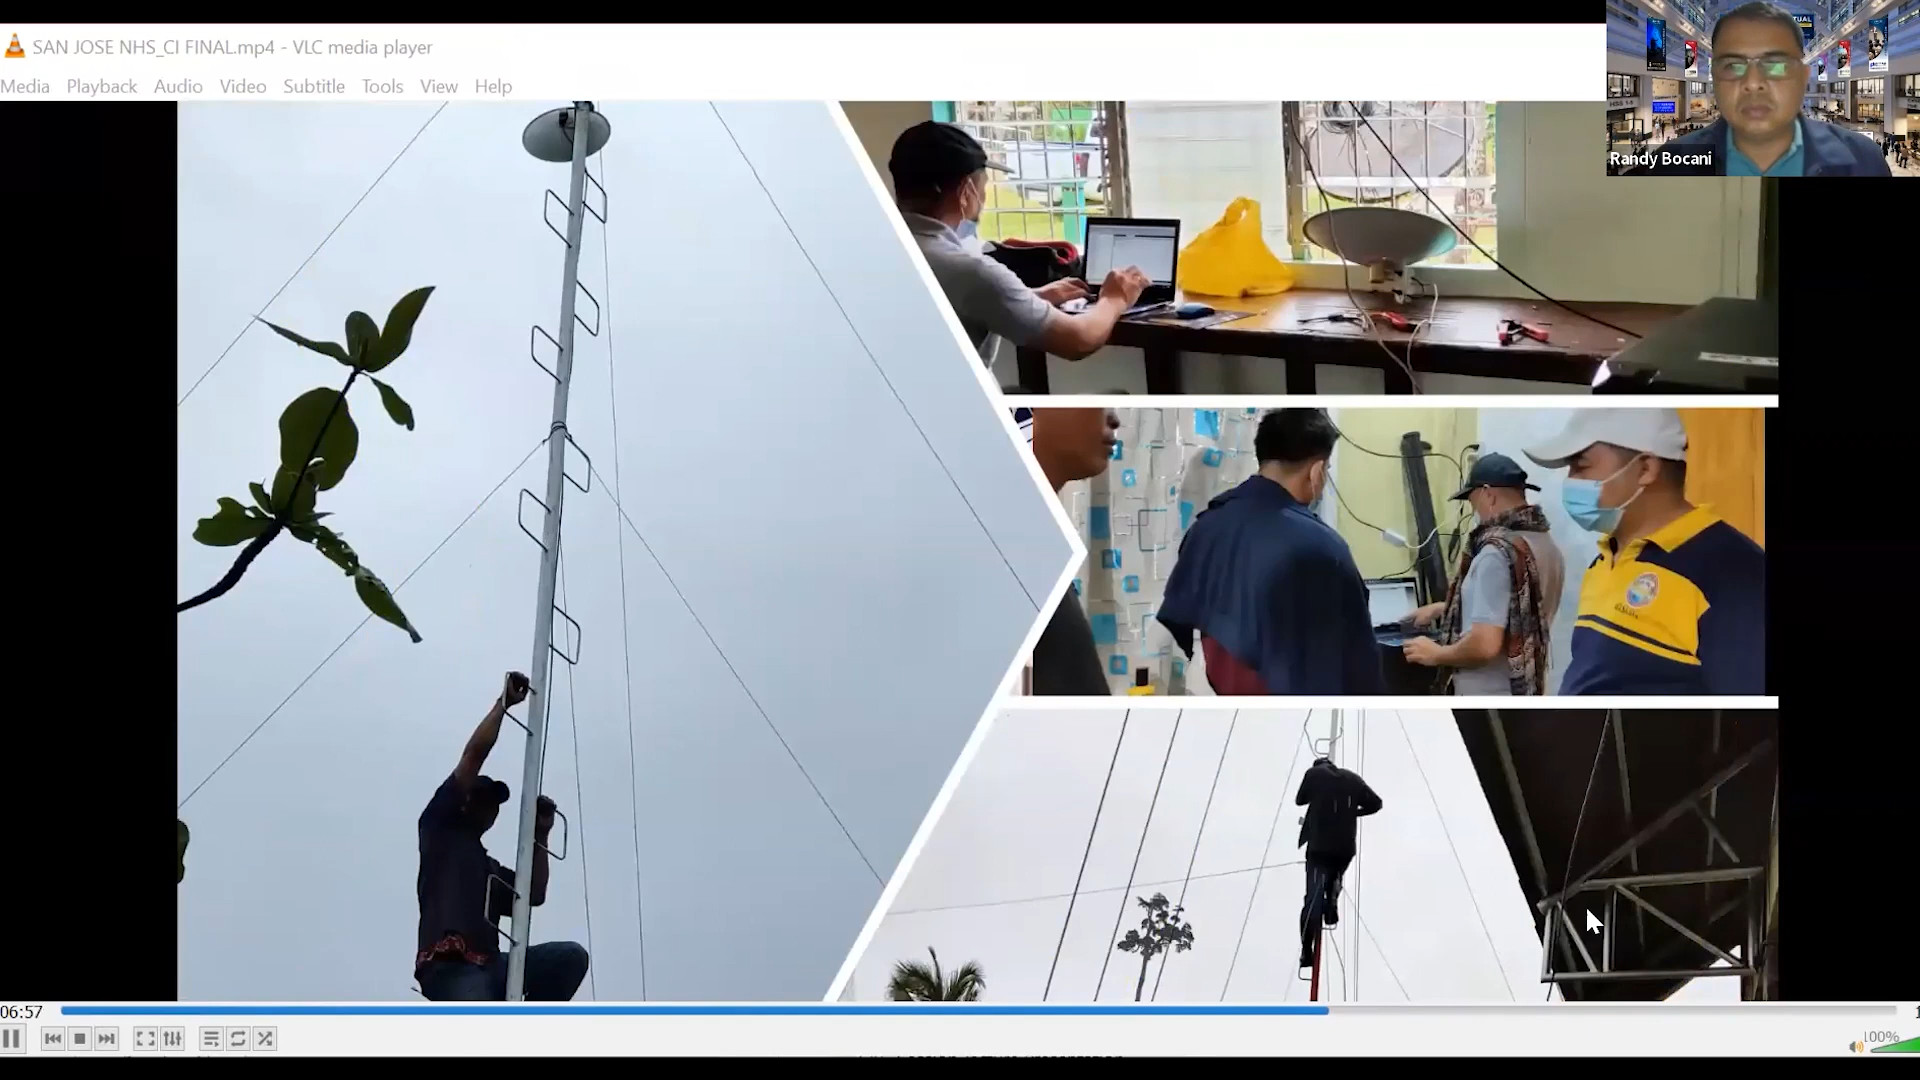 SAN JOSE NHS_CI FINAL.mp4 - VLC media player
Media Playback Audio Video Subtitle Tools View Help
Randy Bocani
06:57
100%